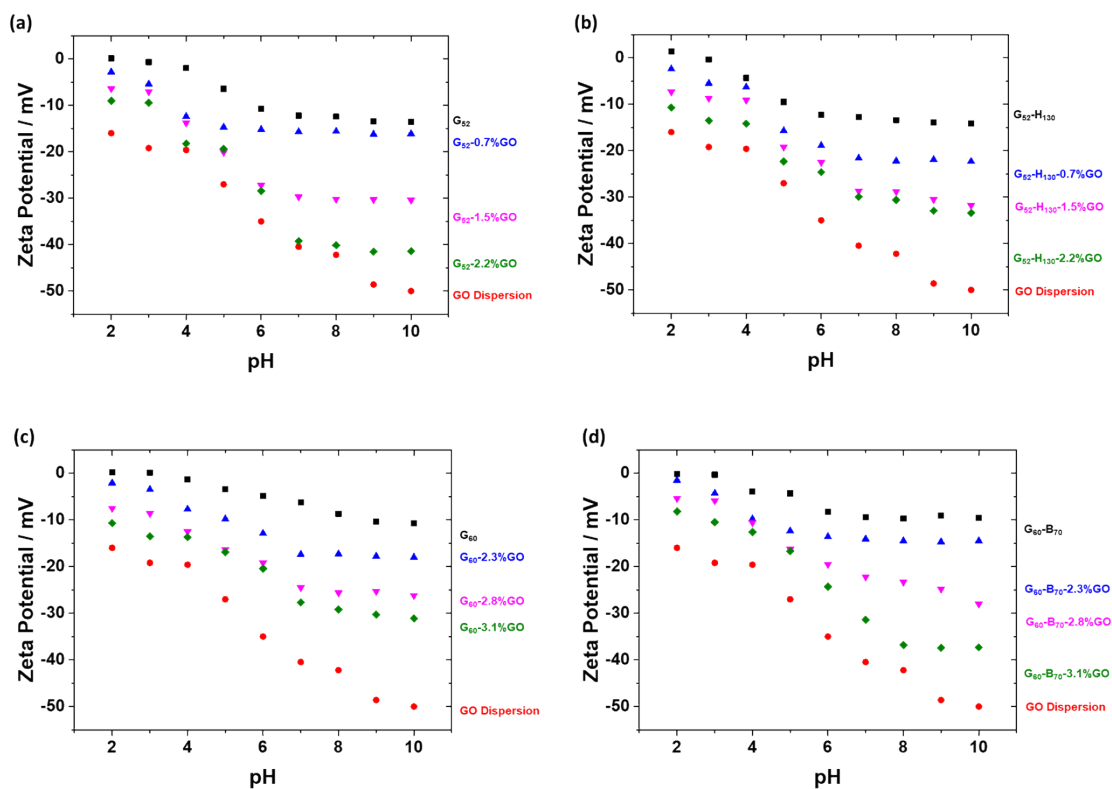 (a)
Zeta Potential / mV
0
-10
-20
-30
-40
-50
2 4 6 8 10
pH
G₅₂
G₅₂-0.7%GO
G₅₂-1.5%GO
G₅₂-2.2%GO
GO Dispersion
(b)
Zeta Potential / mV
0
-10
-20
-30
-40
-50
2 4 6 8 10
pH
G₅₂-H₁₃₀
G₅₂-H₁₃₀-0.7%GO
G₅₂-H₁₃₀-1.5%GO
G₅₂-H₁₃₀-2.2%GO
GO Dispersion
(c)
Zeta Potential / mV
0
-10
-20
-30
-40
-50
2 4 6 8 10
pH
G₆₀
G₆₀-2.3%GO
G₆₀-2.8%GO
G₆₀-3.1%GO
GO Dispersion
(d)
Zeta Potential / mV
0
-10
-20
-30
-40
-50
2 4 6 8 10
pH
G₆₀-B₇₀
G₆₀-B₇₀-2.3%GO
G₆₀-B₇₀-2.8%GO
G₆₀-B₇₀-3.1%GO
GO Dispersion